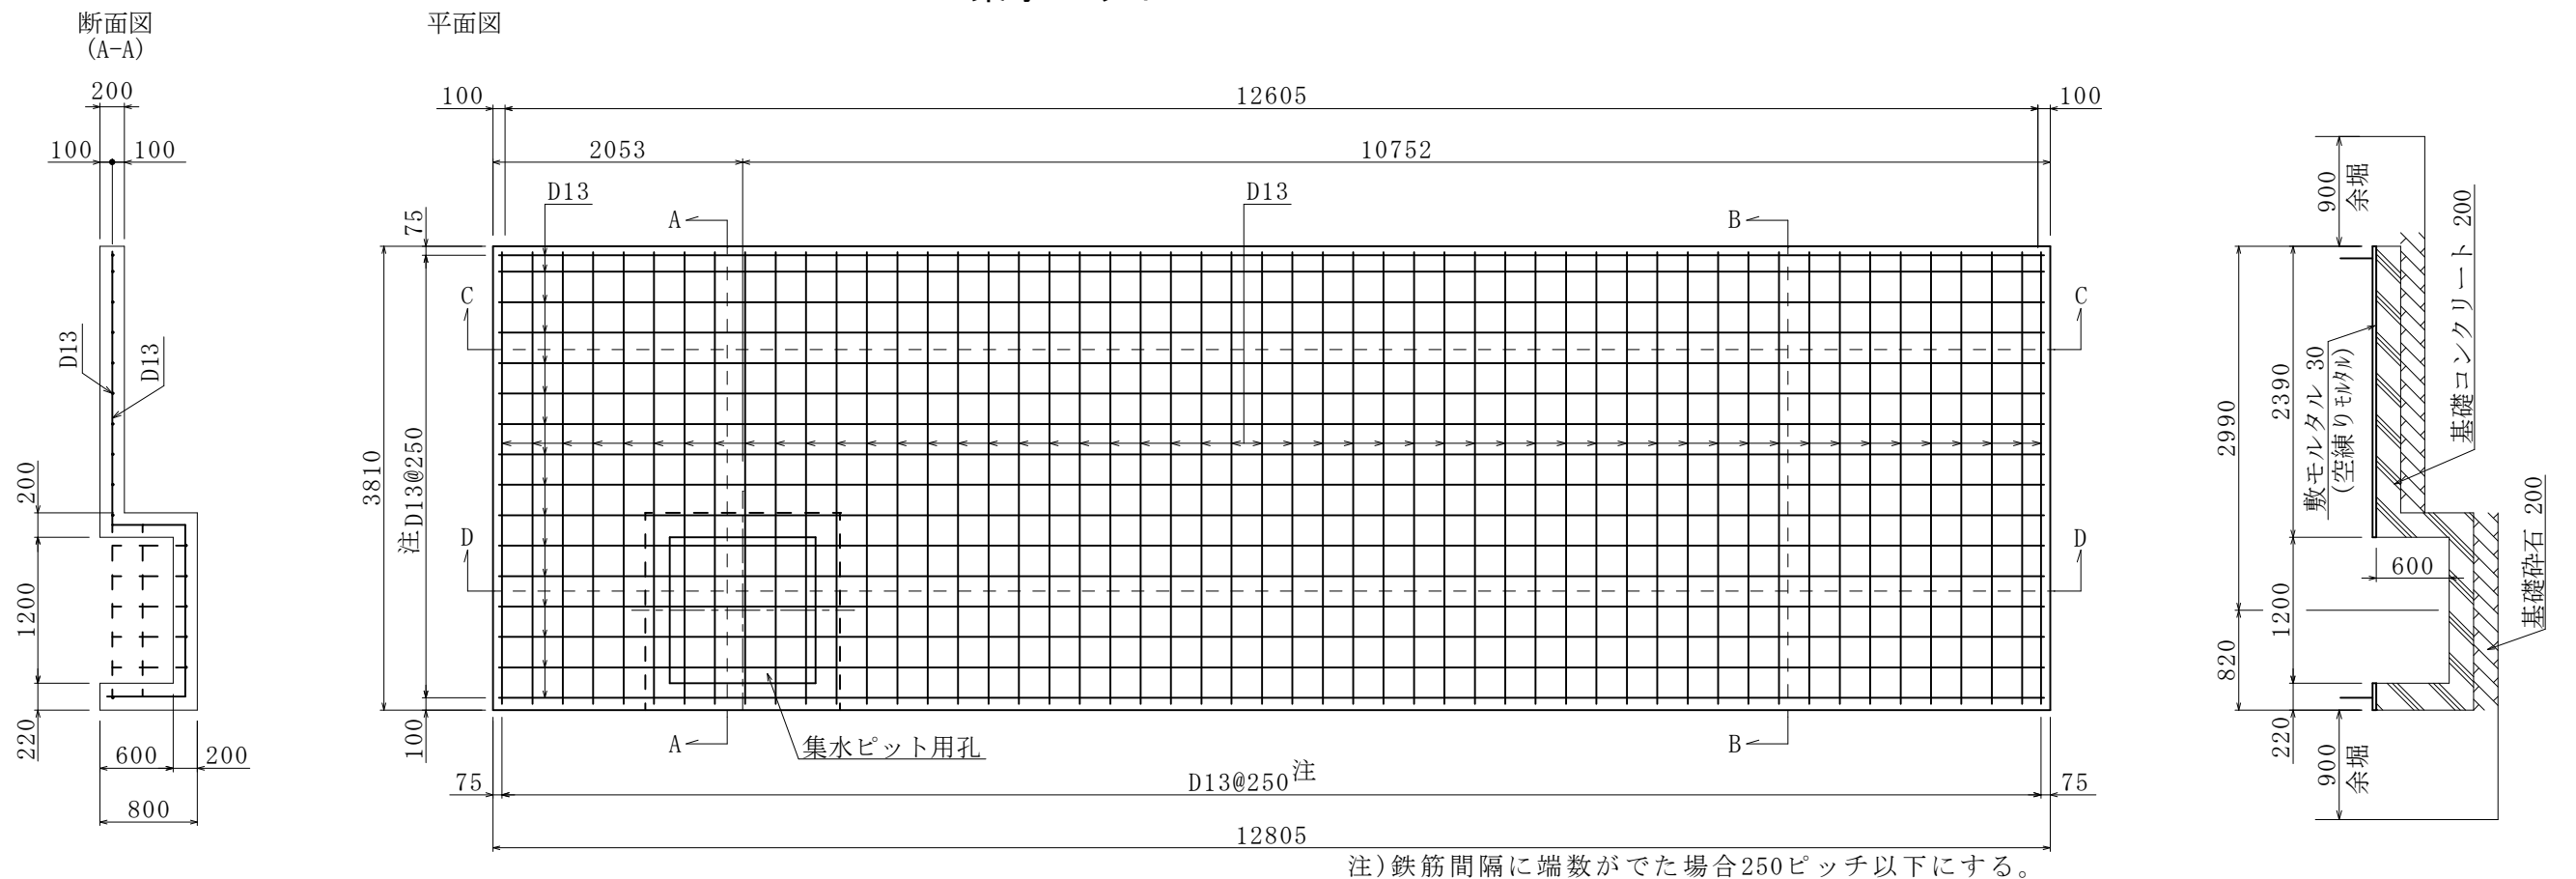 断面図
(A-A)
平面図
200
100
100
D13
D13
200
1200
220
600
200
800
100
12605
100
2053
10752
D13
D13
A
B
75
C
C
3810
注D13@250
D
D
100
A
B
集水ピット用孔
75
D13@250注
75
12805
注)鉄筋間隔に端数がでた場合250ピッチ以下にする。
900
余堀
2990
2390
敷モルタル 30
(空練りモルタル)
基礎コンクリート 200
600
1200
820
220
基礎砕石 200
900
余堀